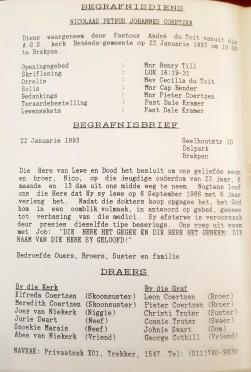 BEGRAFNISDIENS
NICOLAAS PETRUS JOHANNES COERTZEN
Diens waargeneem deur Pastoor André du Toit vanuit die
A.G.S. kerk Betésda-gemeente op 22 Januarie 1993 om 10:00
te Brakpan.
Openingsgebed : Mnr Henry Till
Skriflesing : LUK 16:19-31
Orrelis : Mev Cecilia du Toit
Solis : Mnr Cap Bender
Bedankings : Mnr Pieter Coertzen
Teraardebestelling : Past Dale Kramer
Lewensskets : Past Dale Kramer
BEGRAFNISBRIEF
22 Januarie 1993 Geelhoutstr 10
Dalpark
Brakpan
Die Here van Lewe en Dood het besluit om ons geliefde seun
en broer, Nico, op die jeugdige ouderdom van 23 jaar, 6
maande en 13 dae uit ons midde weg te neem. Nogtans loof
ons die Here dat Hy sy lewe op 6 September 1986 met 6 jaar
verleng het. Nadat die dokters hoop opgegee het, het God
hom in een oomblik volmaak, in antwoord op gebed, genees
tot verbasing van die medici. Sy afsterwe is veroorsaak
deur presies dieselfde tipe beserings. Ons roep uit saam
met Job: "DIE HERE HET GEGEE EN DIE HERE HET GENEEM: DIE
NAAM VAN DIE HERE SY GELOOFD!"
Bedroefde Ouers, Broers, Suster en familie
DRAERS
By die Kerk By die Graf
Elfreda Coertzen (Skoonsuster) Leon Coertzen (Broer)
Meredith Coertzen (Skoonsuster) Pieter Coertzen (Broer)
Joey van Niekerk (Niggie) Christi Truter (Suster)
Jurie Swart (Neef) Connie Truter (Swaer)
Snoekie Marais (Neef) Johnie Swart (Oom)
Abes van Niekerk (Vriend) George Cothill (Vriend)
NAVRAE: Privaatsak X01, Trekker, 1547. Tel: (011)740-9830